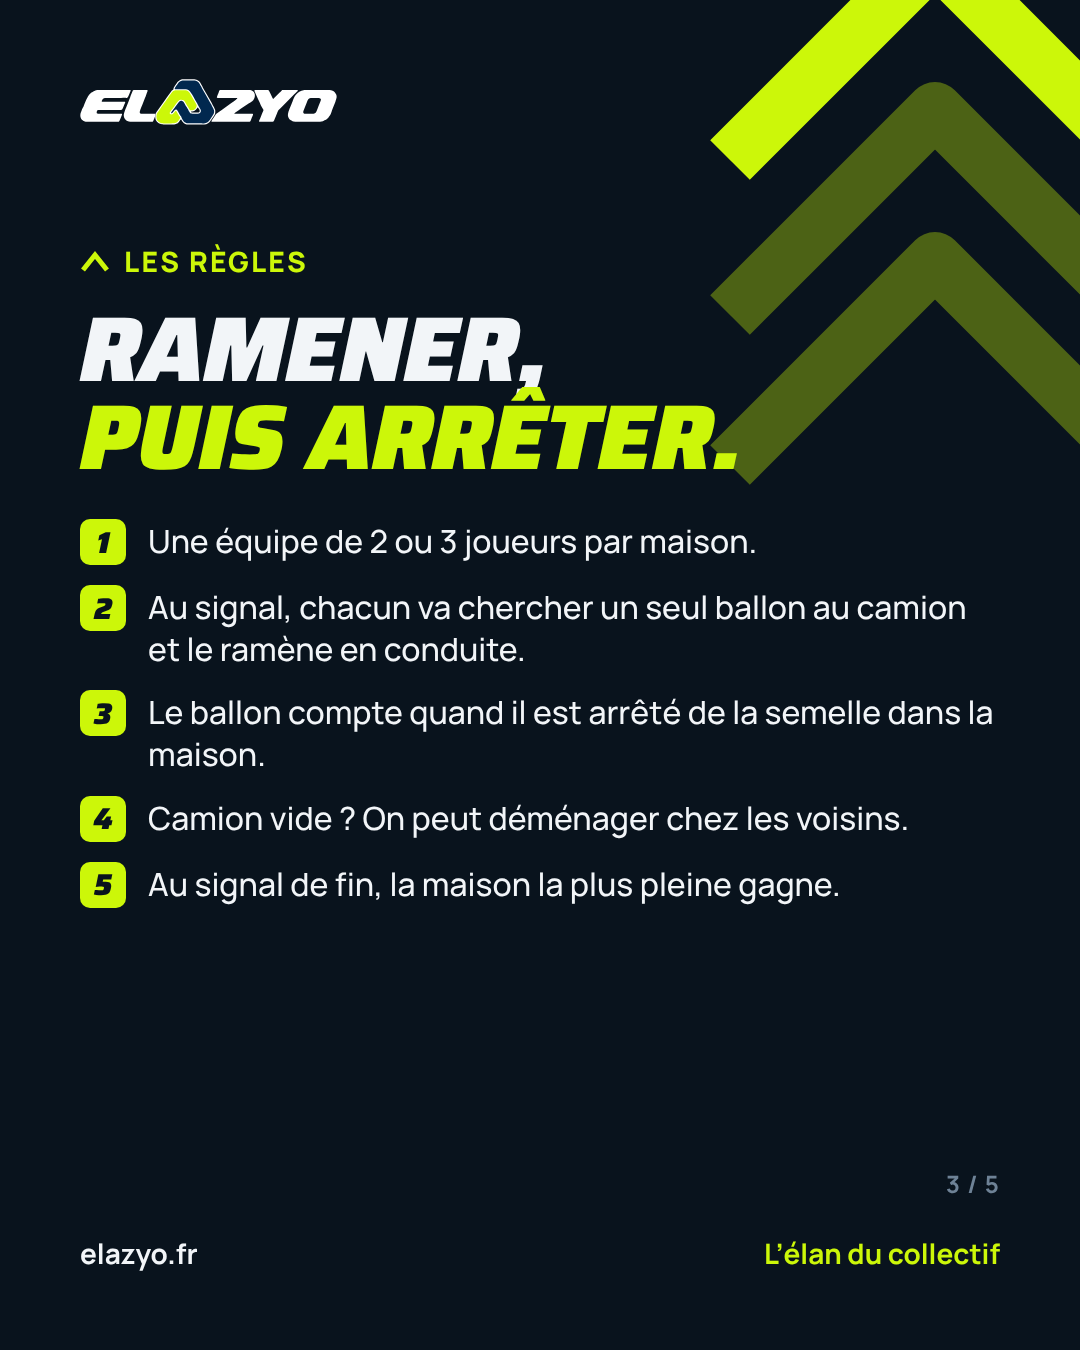 ELAZYO
LES RÈGLES
RAMENER,
PUIS ARRÊTER.
1 Une équipe de 2 ou 3 joueurs par maison.
2 Au signal, chacun va chercher un seul ballon au camion
et le ramène en conduite.
3 Le ballon compte quand il est arrêté de la semelle dans la
maison.
4 Camion vide ? On peut déménager chez les voisins.
5 Au signal de fin, la maison la plus pleine gagne.
3 / 5
elazyo.fr
L’élan du collectif